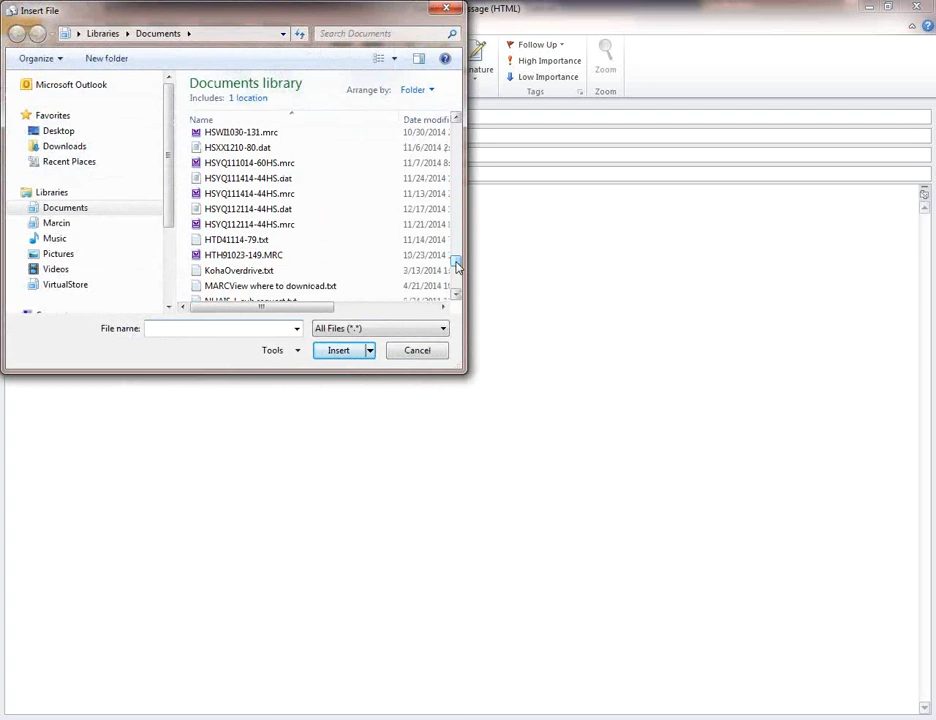 Insert File
ssage (HTML)
Libraries
Documents
Search Documents
Organize
New folder
nature
Follow Up
High Importance
Low Importance
Tags
Zoom
Zoom
Microsoft Outlook
Favorites
Desktop
Downloads
Recent Places
Libraries
Documents
Marcin
Music
Pictures
Videos
VirtualStore
Documents library
Includes: 1 location
Arrange by: Folder
Name
Date modifi
HSWI1030-131.mrc 10/30/2014
HSXX1210-80.dat 11/6/2014 2:
HSYQ111014-60HS.mrc 11/7/2014 8:
HSYQ111414-44HS.dat 11/24/2014
HSYQ111414-44HS.mrc 11/13/2014
HSYQ112114-44HS.dat 12/17/2014
HSYQ112114-44HS.mrc 11/21/2014
HTD41114-79.txt 11/14/2014
HTH91023-149.MRC 10/23/2014
KohaOverdrive.txt 3/13/2014
MARCView where to download.txt 4/21/2014
File name:
All Files (*.*)
Tools
Insert
Cancel